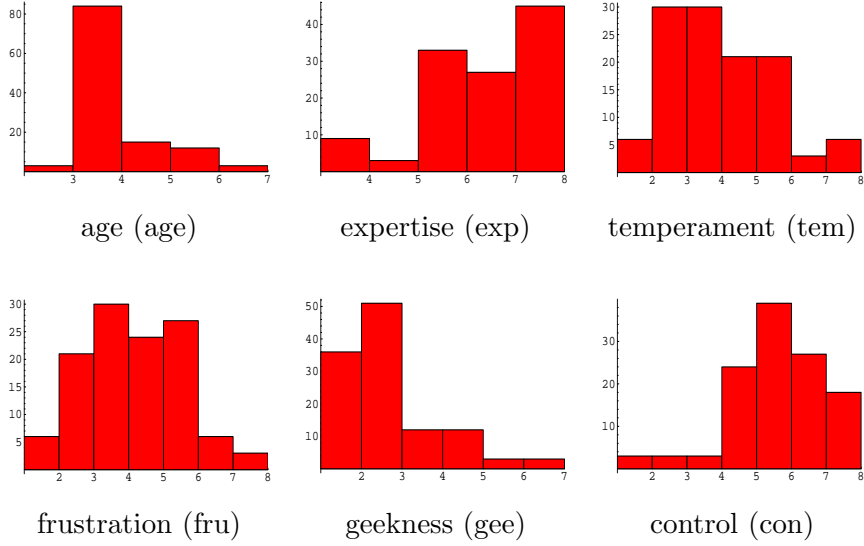 80
60
40
20
3 4 5 6 7
age (age)
40
30
20
10
4 5 6 7 8
expertise (exp)
30
25
20
15
10
5
2 3 4 5 6 7 8
temperament (tem)
30
25
20
15
10
5
2 3 4 5 6 7 8
frustration (fru)
50
40
30
20
10
2 3 4 5 6 7
geekness (gee)
30
20
10
2 3 4 5 6 7 8
control (con)